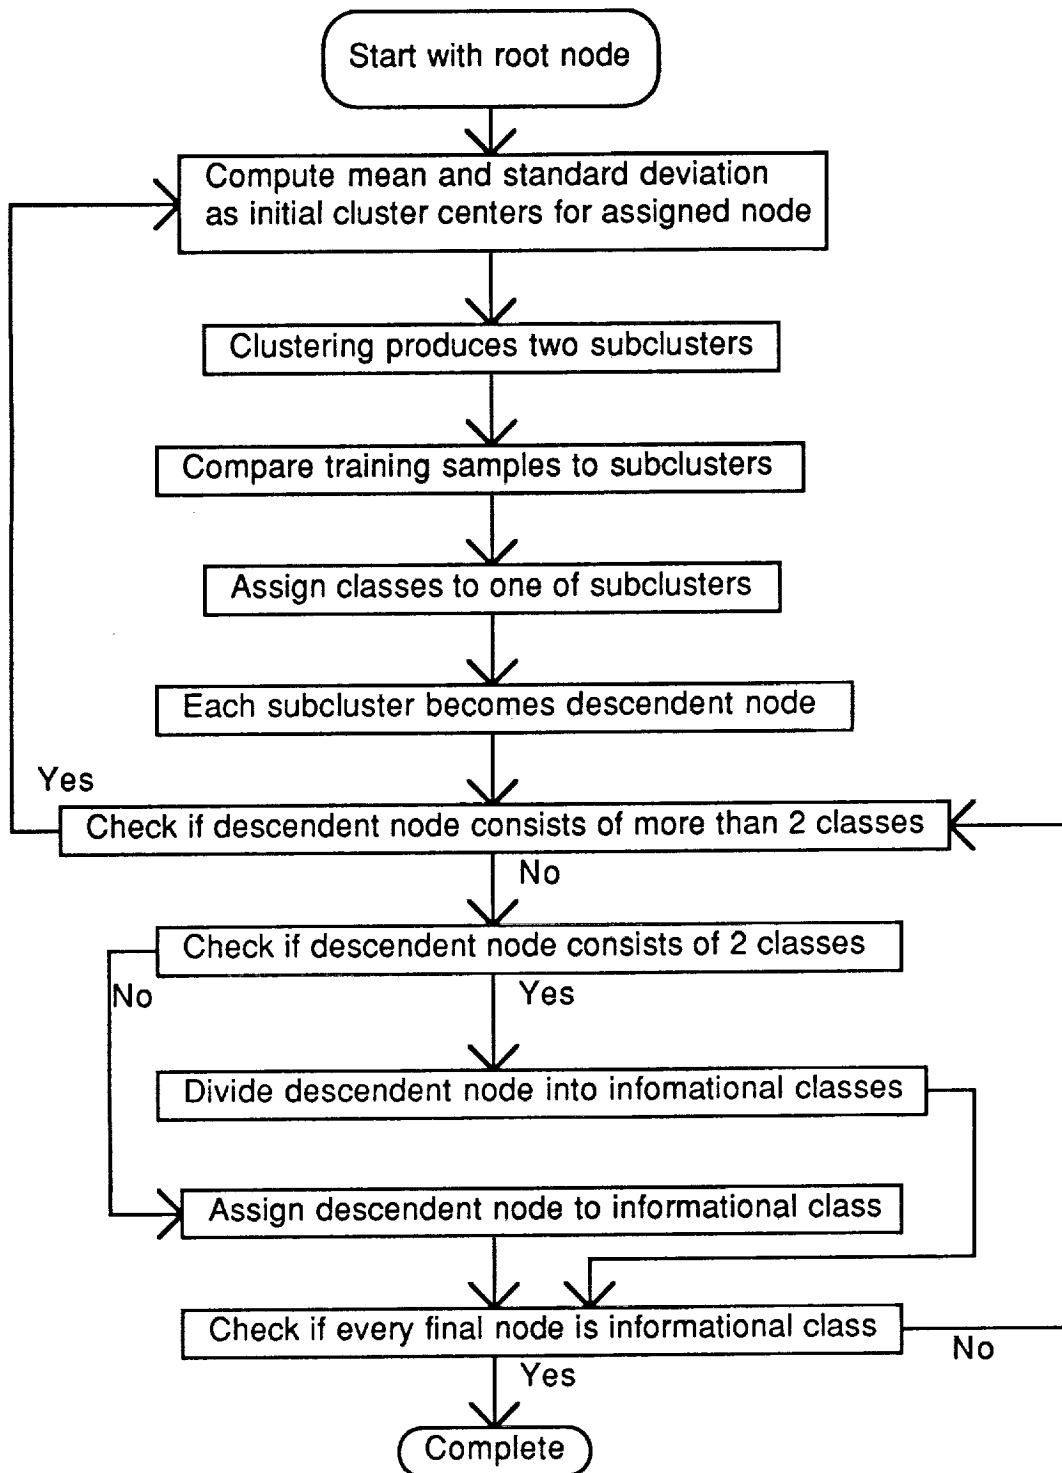 Start with root node
Compute mean and standard deviation
as initial cluster centers for assigned node
Clustering produces two subclusters
Compare training samples to subclusters
Assign classes to one of subclusters
Each subcluster becomes descendent node
Yes
Check if descendent node consists of more than 2 classes
No
Check if descendent node consists of 2 classes
No
Yes
Divide descendent node into infomational classes
Assign descendent node to informational class
Check if every final node is informational class
No
Yes
Complete